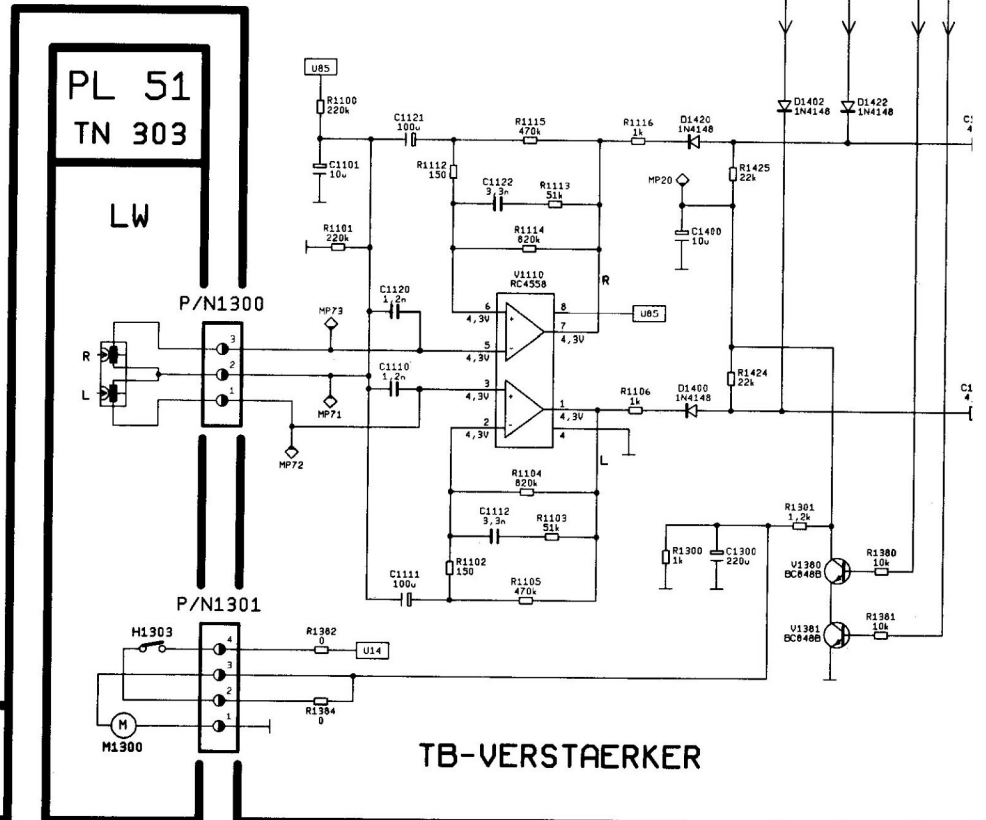 PL 51
TN 303
LW
U85
R1100
220k
C1121
100u
R1115
470k
R1116
1k
D1420
1N4148
D1402
1N4148
D1422
1N4148
C1101
10u
R1112
150
C1122
3,3n
R1113
51k
MP20
R1425
22k
R1101
220k
R1114
820k
C1400
10u
V1110
RC4558
R
P/N1300
C1120
1,2n
MP73
6
4,3V
+
8
U85
7
4,3V
3
R
5
4,3V
-
2
C1110
1,2n
R1424
22k
L
1
MP71
3
4,3V
+
R1106
1k
D1400
1N4148
1
4,3V
2
4,3V
-
4
MP72
L
R1104
820k
C1112
3,3n
R1103
51k
R1301
1,2k
R1102
150
R1300
1k
C1300
220u
V1380
BC848B
R1380
10k
C1111
100u
R1105
470k
P/N1301
V1381
BC848B
R1381
10k
H1303
4
R1382
0
U14
3
2
R1384
0
M
1
M1300
TB-VERSTAERKER